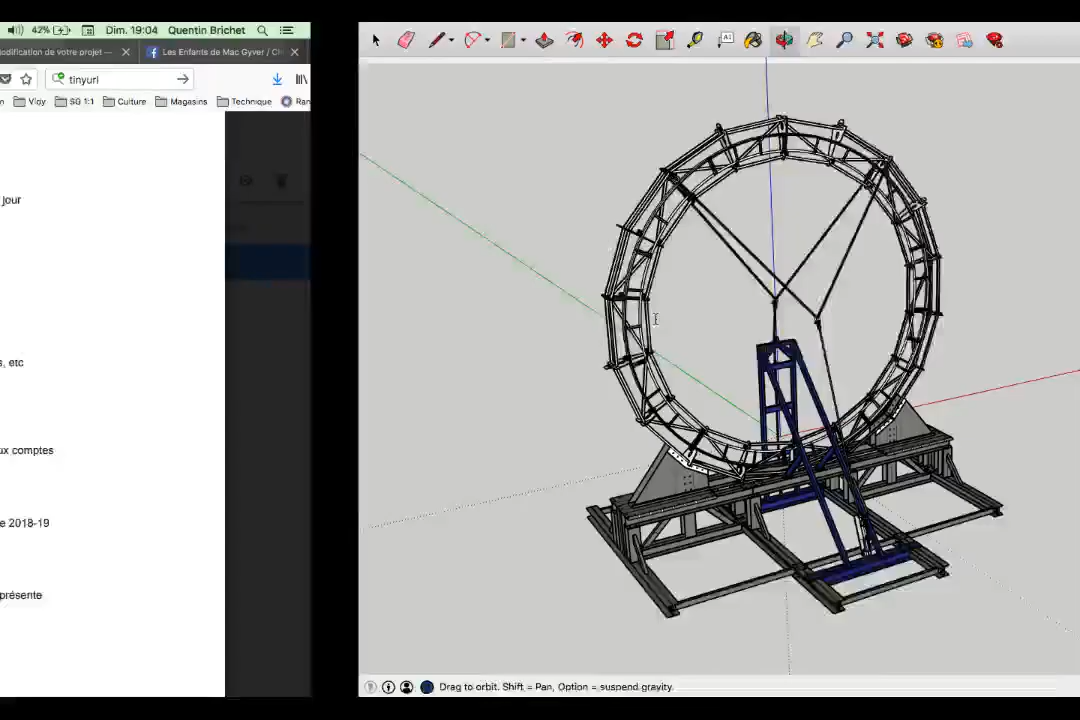 42% Dim. 19:04 Quentin Brichet
odification de votre projet — × Les Enfants de Mac Gyver / Ch ×
tinyurl
Vloy SG 1:1 Culture Magasins Technique Ran
jour
s, etc
ux comptes
e 2018-19
présente
A1
Drag to orbit. Shift = Pan, Option = suspend gravity.